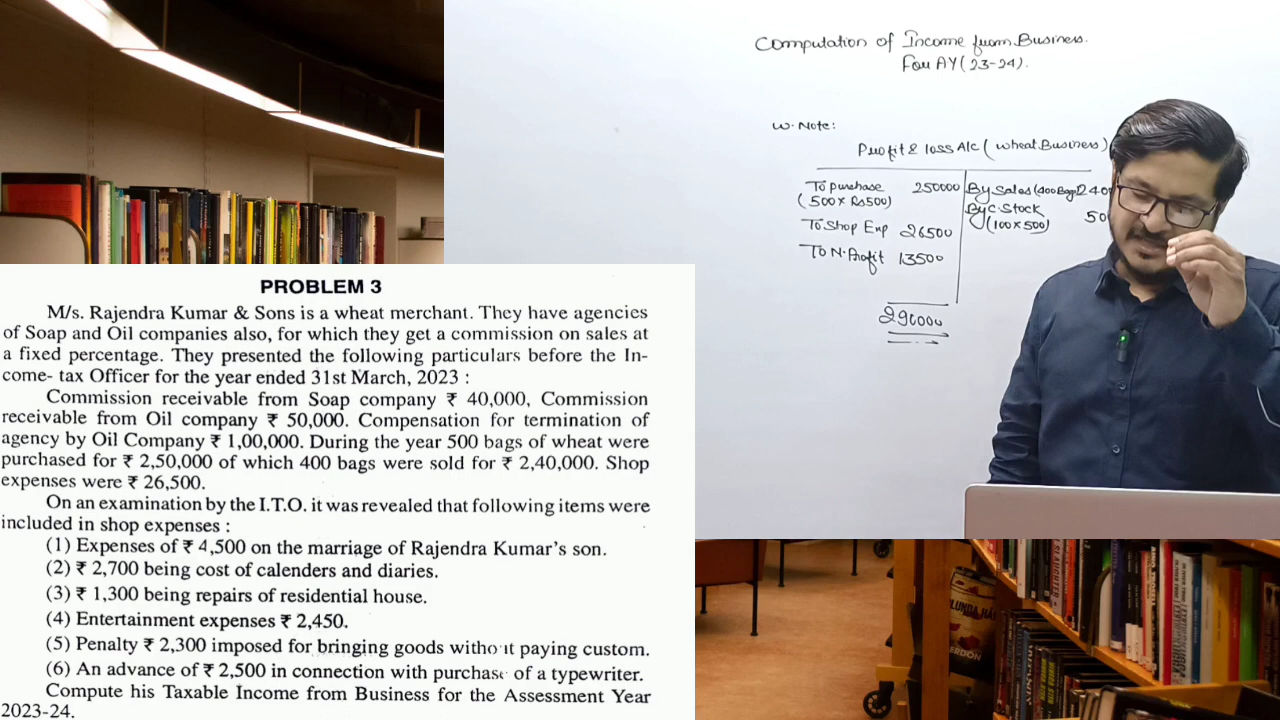 Computation of Income from Business.
For AY (23-24).
W. Note:
Profit & loss A/C ( wheat Business)
To purchase 250000
(500 x Rs 500)
To Shop Exp 26500
To N. Profit 13500
290000
By Sales (400 Bags) 240
By C. Stock 50
(100 x 500)
PROBLEM 3
M/s. Rajendra Kumar & Sons is a wheat merchant. They have agencies
of Soap and Oil companies also, for which they get a commission on sales at
a fixed percentage. They presented the following particulars before the In-
come- tax Officer for the year ended 31st March, 2023 :
Commission receivable from Soap company ₹ 40,000, Commission
receivable from Oil company ₹ 50,000. Compensation for termination of
agency by Oil Company ₹ 1,00,000. During the year 500 bags of wheat were
purchased for ₹ 2,50,000 of which 400 bags were sold for ₹ 2,40,000. Shop
expenses were ₹ 26,500.
On an examination by the I.T.O. it was revealed that following items were
included in shop expenses :
(1) Expenses of ₹ 4,500 on the marriage of Rajendra Kumar's son.
(2) ₹ 2,700 being cost of calenders and diaries.
(3) ₹ 1,300 being repairs of residential house.
(4) Entertainment expenses ₹ 2,450.
(5) Penalty ₹ 2,300 imposed for bringing goods without paying custom.
(6) An advance of ₹ 2,500 in connection with purchase of a typewriter.
Compute his Taxable Income from Business for the Assessment Year
2023-24.